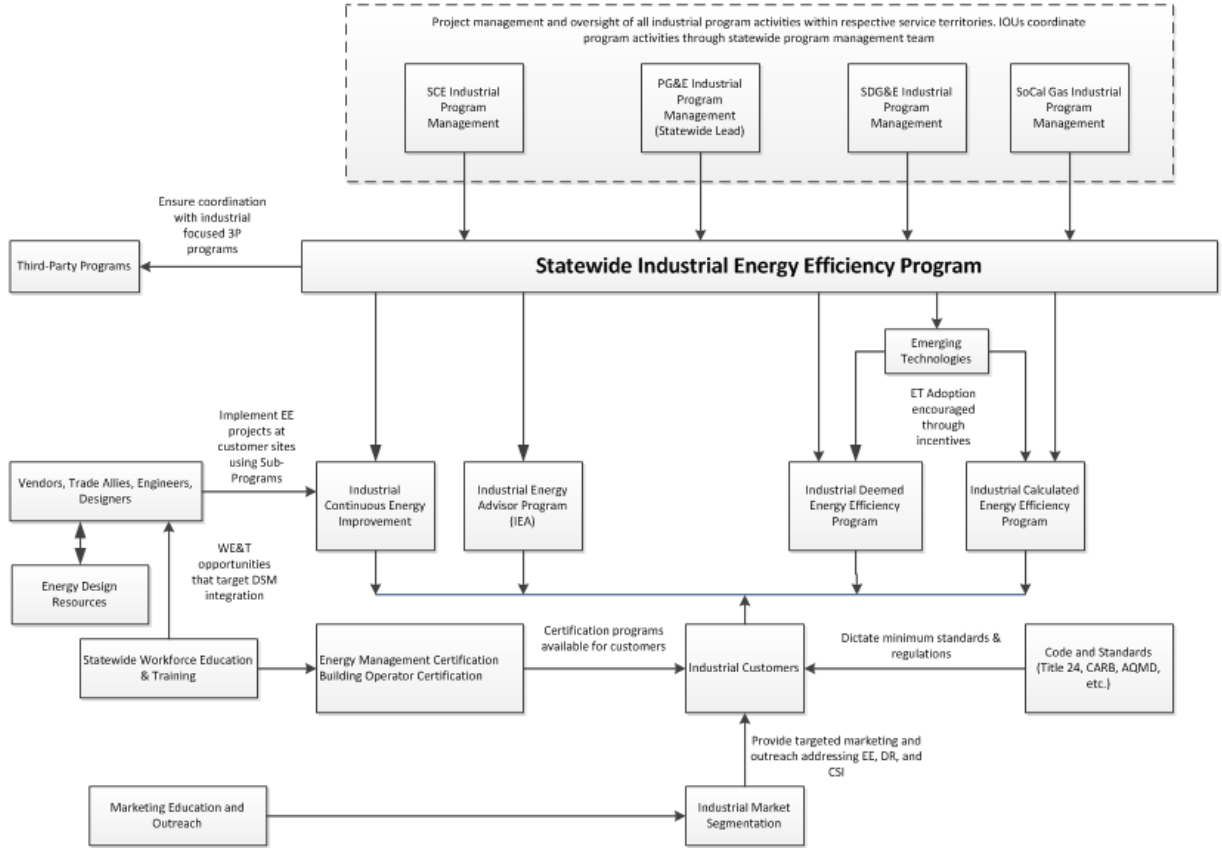 Project management and oversight of all industrial program activities within respective service territories. IOUs coordinate
program activities through statewide program management team
SCE Industrial
Program
Management
PG&E Industrial
Program
Management
(Statewide Lead)
SDG&E Industrial
Program
Management
SoCal Gas Industrial
Program
Management
Ensure coordination
with industrial
focused 3P
programs
Third-Party Programs
Statewide Industrial Energy Efficiency Program
Emerging
Technologies
ET Adoption
encouraged
through
incentives
Implement EE
projects at
customer sites
using Sub-
Programs
Vendors, Trade Allies, Engineers,
Designers
Industrial
Continuous Energy
Improvement
Industrial Energy
Advisor Program
(IEA)
Industrial Deemed
Energy Efficiency
Program
Industrial Calculated
Energy Efficiency
Program
WE&T
opportunities
that target DSM
integration
Energy Design
Resources
Statewide Workforce Education
& Training
Energy Management Certification
Building Operator Certification
Certification programs
available for customers
Industrial Customers
Dictate minimum standards &
regulations
Code and Standards
(Title 24, CARB, AQMD,
etc.)
Provide targeted marketing and
outreach addressing EE, DR, and
CSI
Marketing Education and
Outreach
Industrial Market
Segmentation